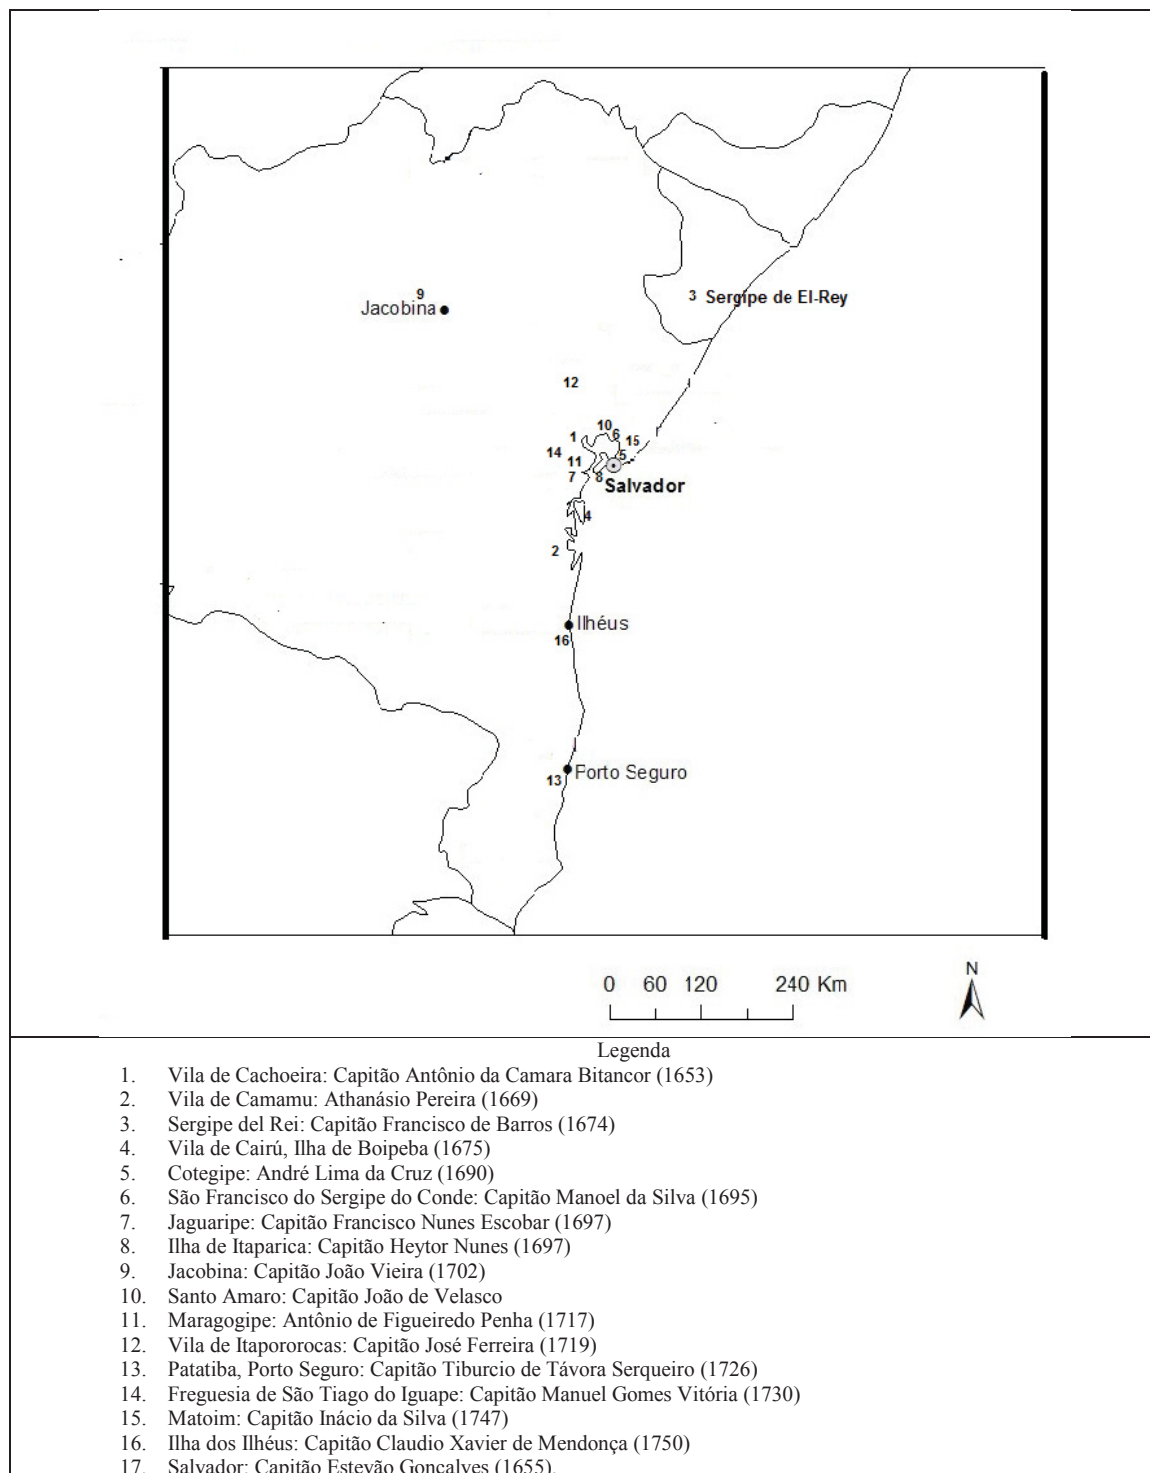 9
Jacobina
3 Sergipe de El-Rey
12
10
1
6
15
14
5
11
7
8
Salvador
4
2
Ilhéus
16
Porto Seguro
13
N
0 60 120 240 Km
Legenda
1. Vila de Cachoeira: Capitão Antônio da Camara Bitancor (1653)
2. Vila de Camamu: Athanásio Pereira (1669)
3. Sergipe del Rei: Capitão Francisco de Barros (1674)
4. Vila de Cairú, Ilha de Boipeba (1675)
5. Cotegipe: André Lima da Cruz (1690)
6. São Francisco do Sergipe do Conde: Capitão Manoel da Silva (1695)
7. Jaguaripe: Capitão Francisco Nunes Escobar (1697)
8. Ilha de Itaparica: Capitão Heytor Nunes (1697)
9. Jacobina: Capitão João Vieira (1702)
10. Santo Amaro: Capitão João de Velasco
11. Maragogipe: Antônio de Figueiredo Penha (1717)
12. Vila de Itapororocas: Capitão José Ferreira (1719)
13. Patatiba, Porto Seguro: Capitão Tiburcio de Távora Serqueiro (1726)
14. Freguesia de São Tiago do Iguape: Capitão Manuel Gomes Vitória (1730)
15. Matoim: Capitão Inácio da Silva (1747)
16. Ilha dos Ilhéus: Capitão Claudio Xavier de Mendonça (1750)
17. Salvador: Capitão Estevão Gonçalves (1655).